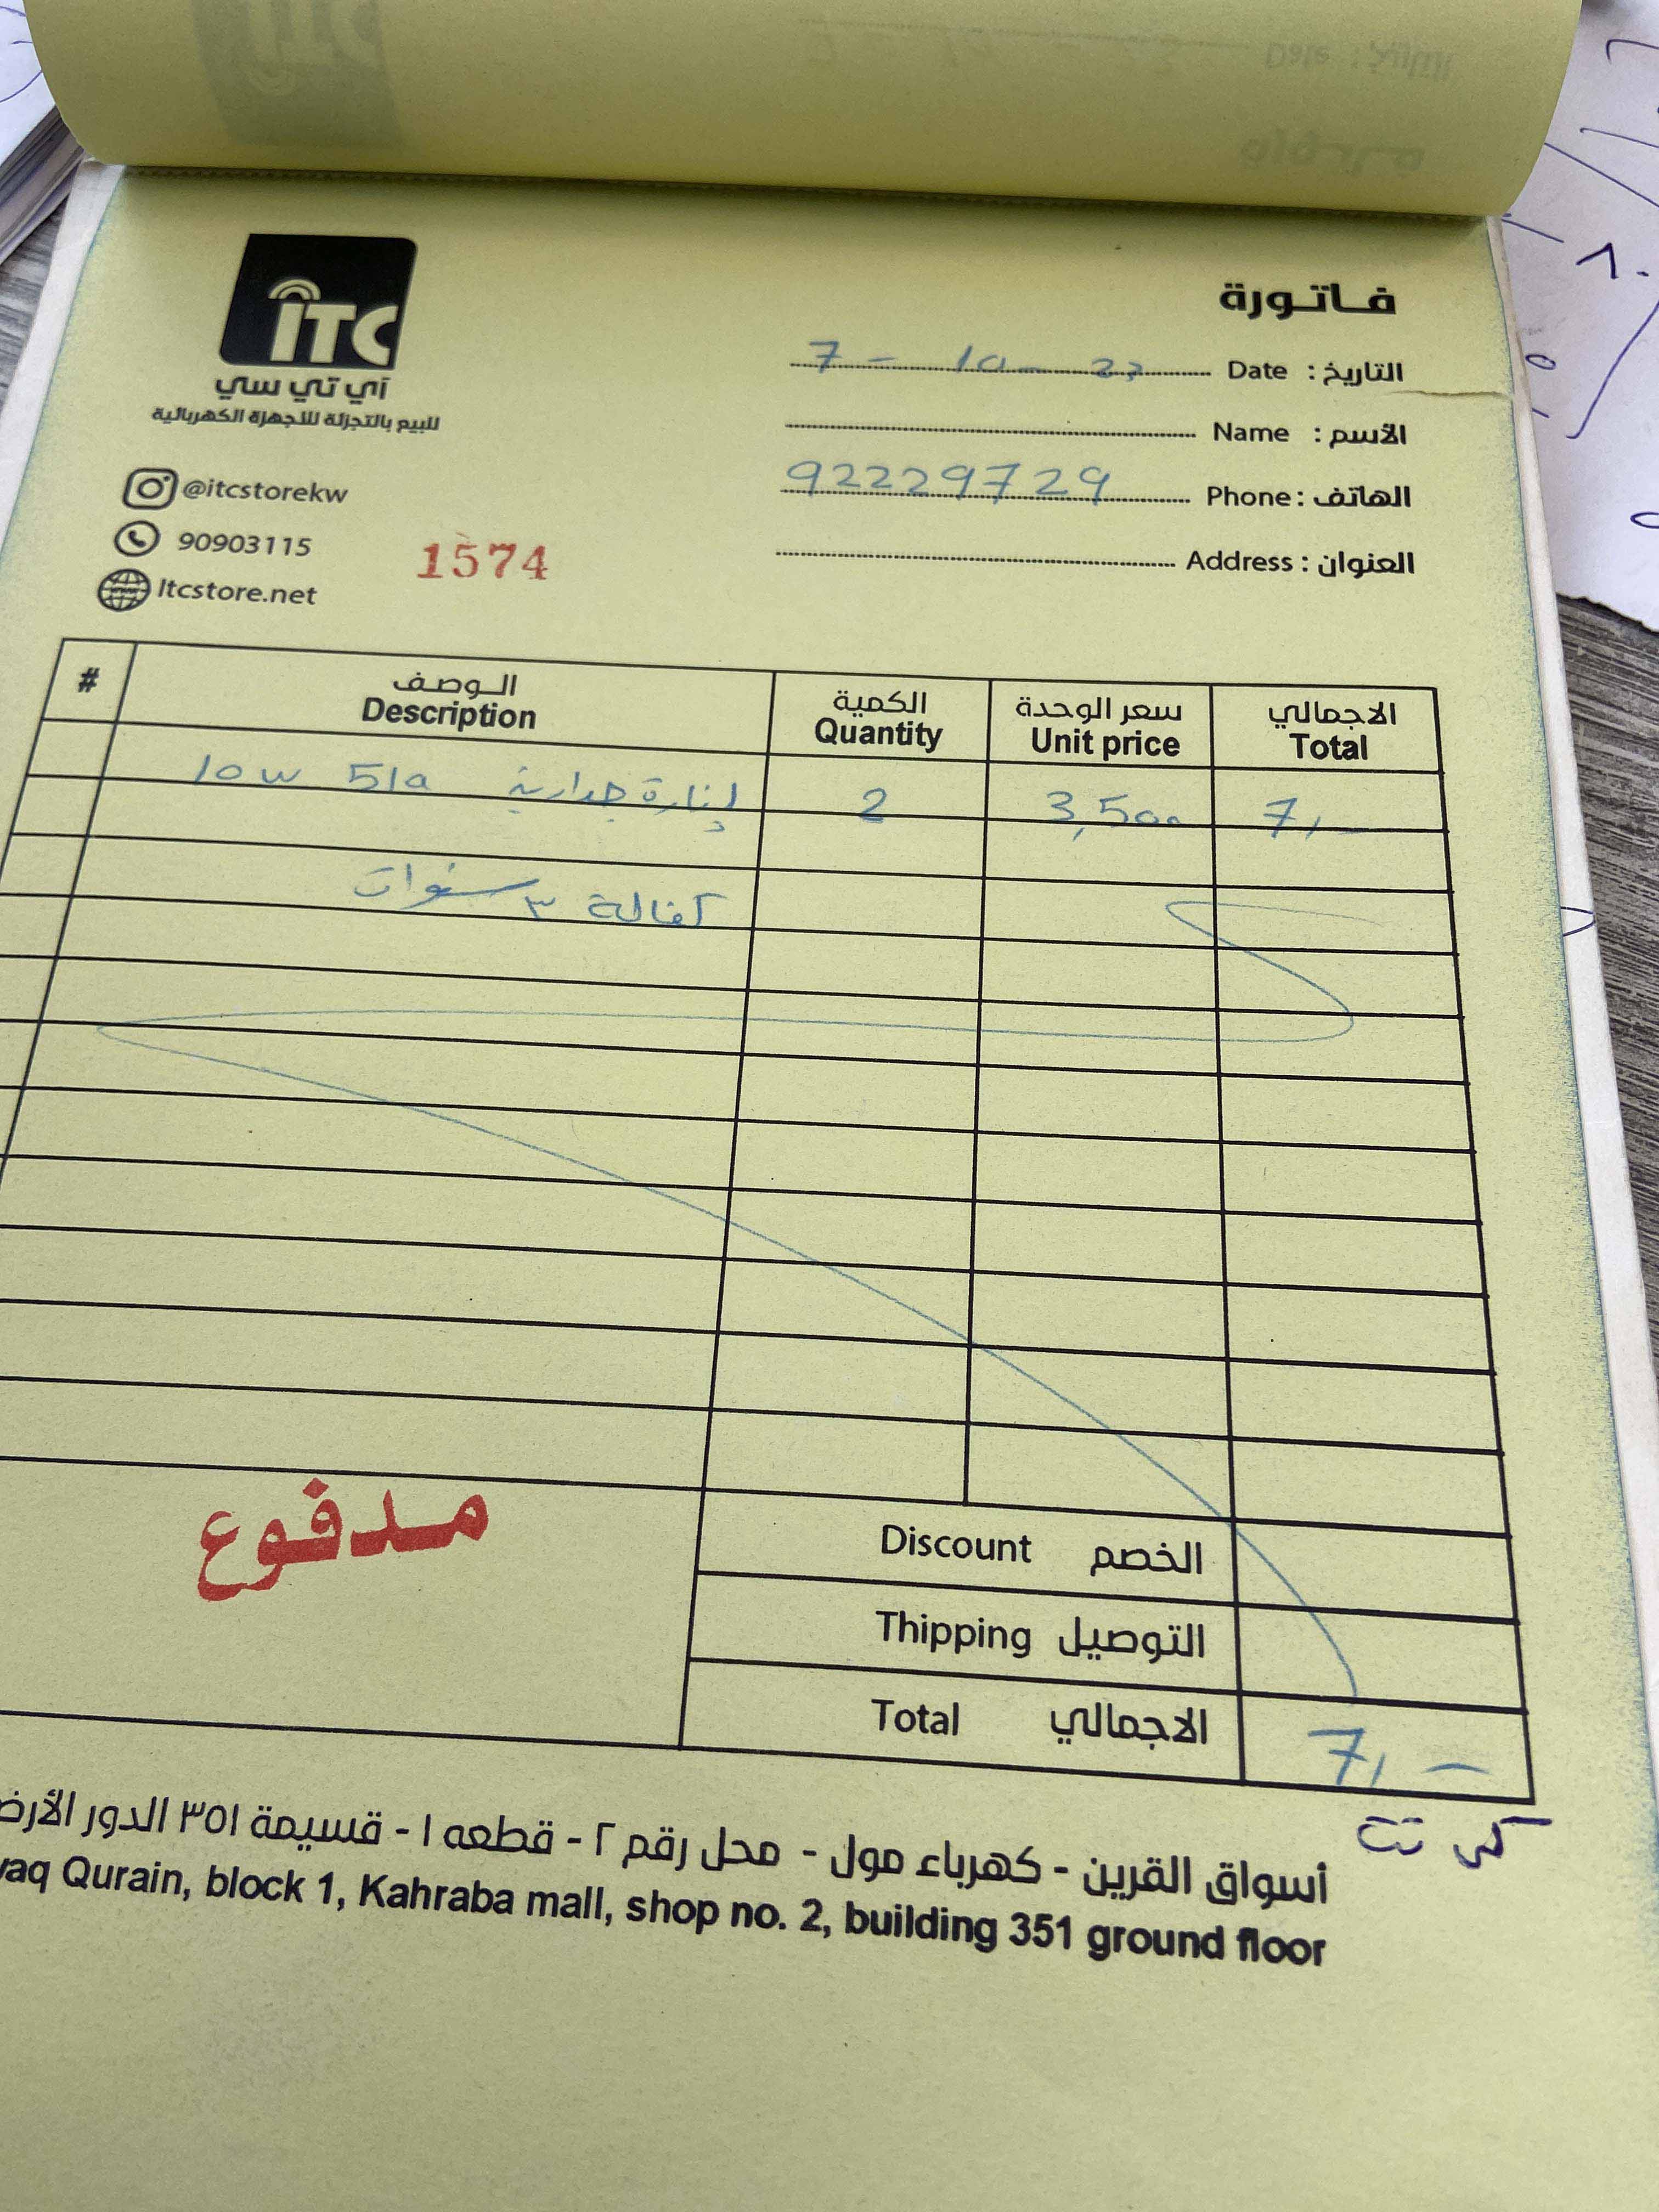 فاتورة
iTC
آي تي سي
للبيع بالتجزئة للأجهزة الكهربائية
التاريخ : Date 7 - 10 - 23
الأسم : Name
الهاتف : Phone 92229729
العنوان : Address
@itcstorekw
90903115
Itcstore.net
1574
# الوصف الكمية سعر الوحدة الاجمالي
Description Quantity Unit price Total
إنارة جدارية 51a 10w 2 3,500 7,-
كفالة ٣ سنوات
مدفوع
Discount الخصم
Thipping التوصيل
Total الاجمالي 7,-
كي نت
أسواق القرين - كهرباء مول - محل رقم ٢ - قطعه ١ - قسيمة ٣٥١ الدور
Qurain, block 1, Kahraba mall, shop no. 2, building 351 ground floor